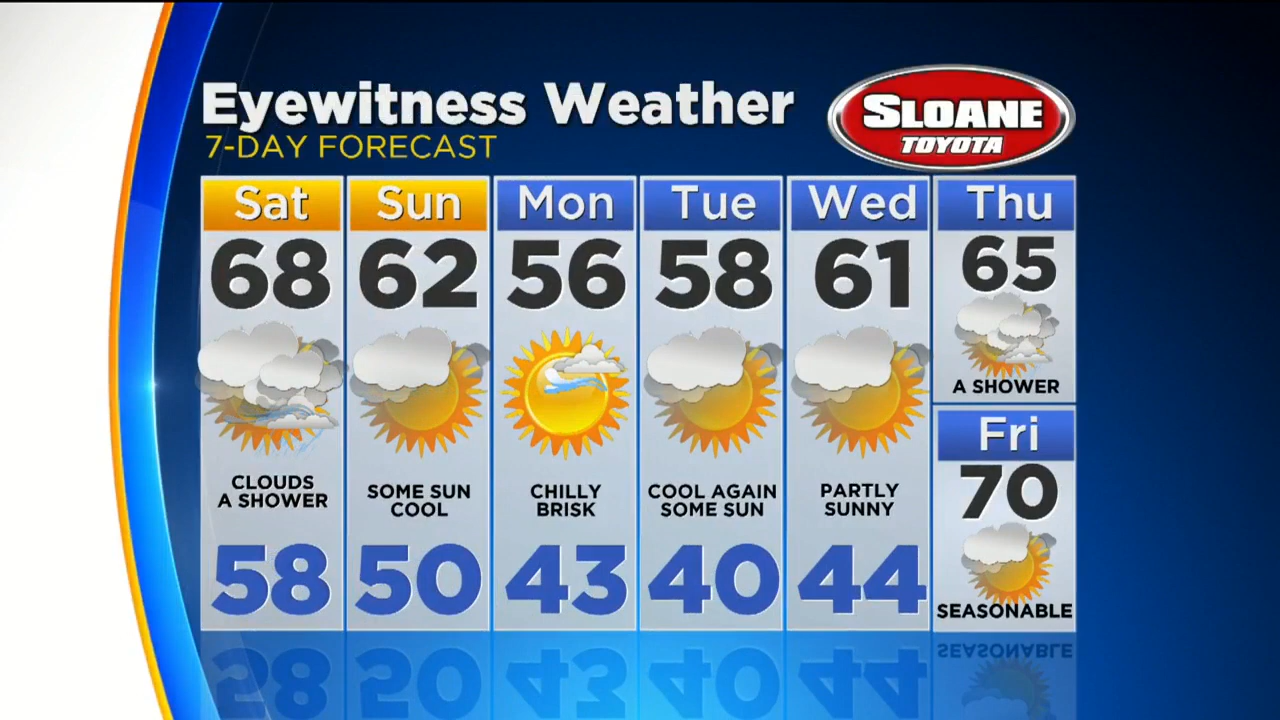 Eyewitness Weather
7-DAY FORECAST
SLOANE
TOYOTA
Sat
68
CLOUDS
A SHOWER
58
Sun
62
SOME SUN
COOL
50
Mon
56
CHILLY
BRISK
43
Tue
58
COOL AGAIN
SOME SUN
40
Wed
61
PARTLY
SUNNY
44
Thu
65
A SHOWER
Fri
70
SEASONABLE